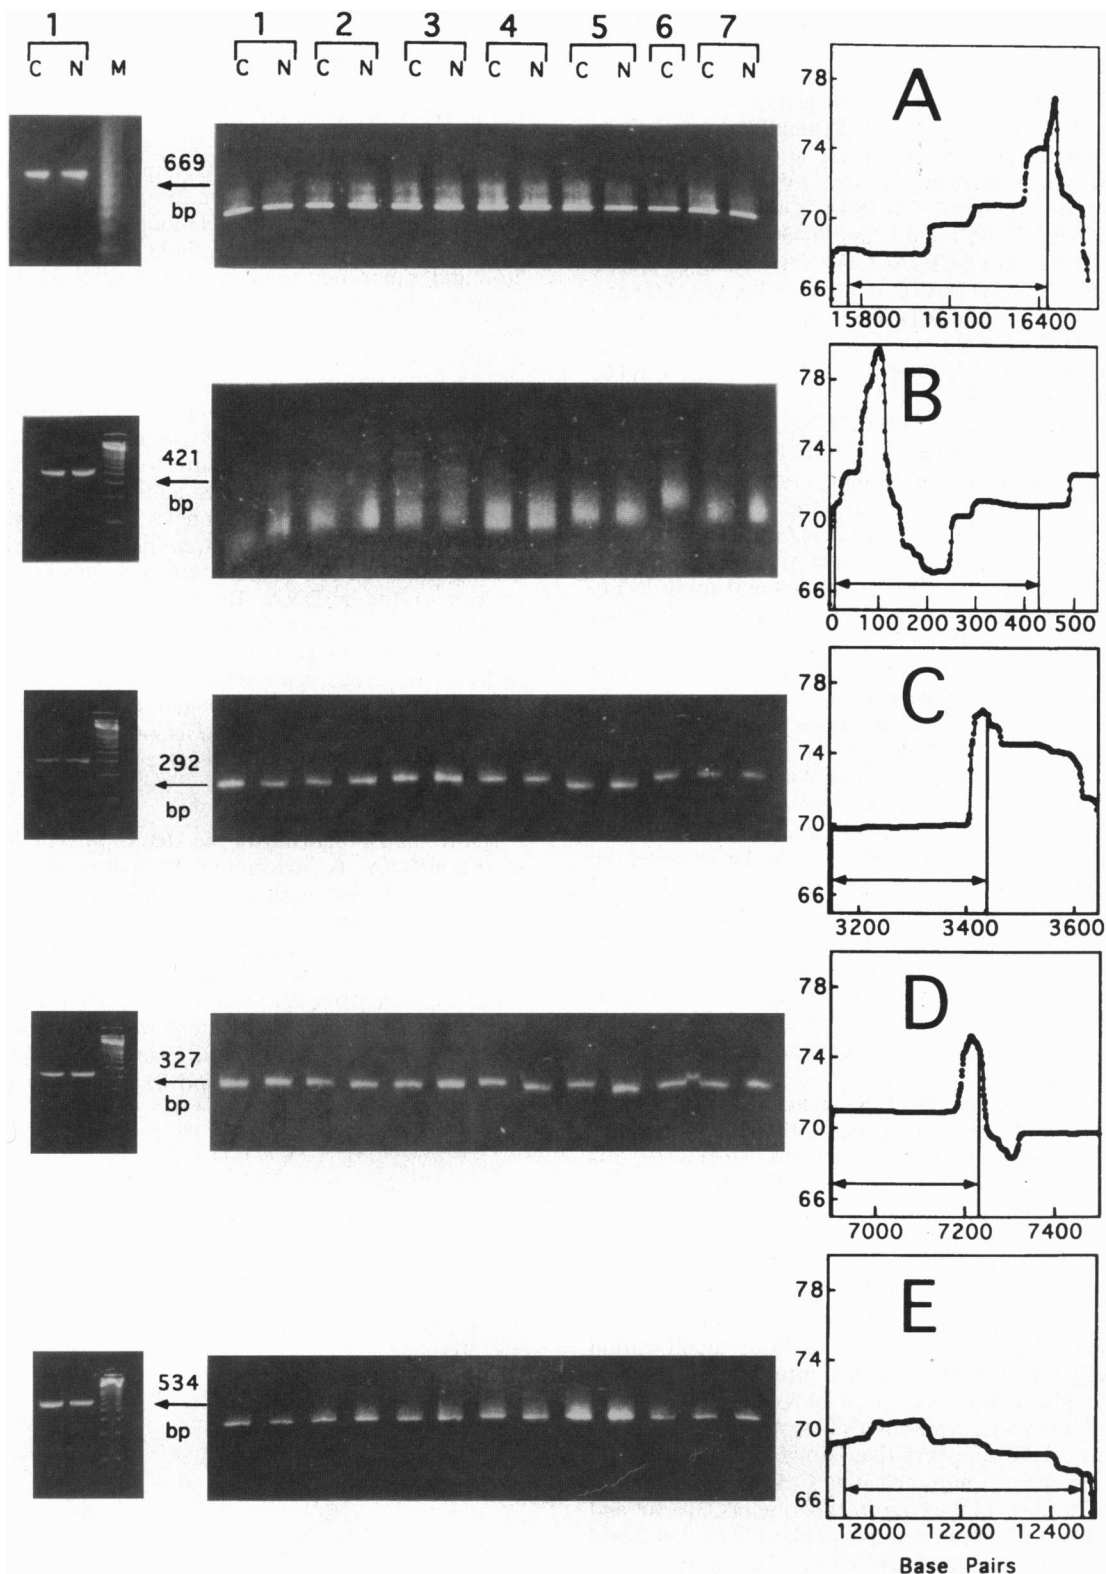 1 1 2 3 4 5 6 7
C N M C N C N C N C N C N C C N
669
bp
A
78
74
70
66
15800 16100 16400
421
bp
B
78
74
70
66
0 100 200 300 400 500
292
bp
C
78
74
70
66
3200 3400 3600
327
bp
D
78
74
70
66
7000 7200 7400
534
bp
E
78
74
70
66
12000 12200 12400
Base Pairs